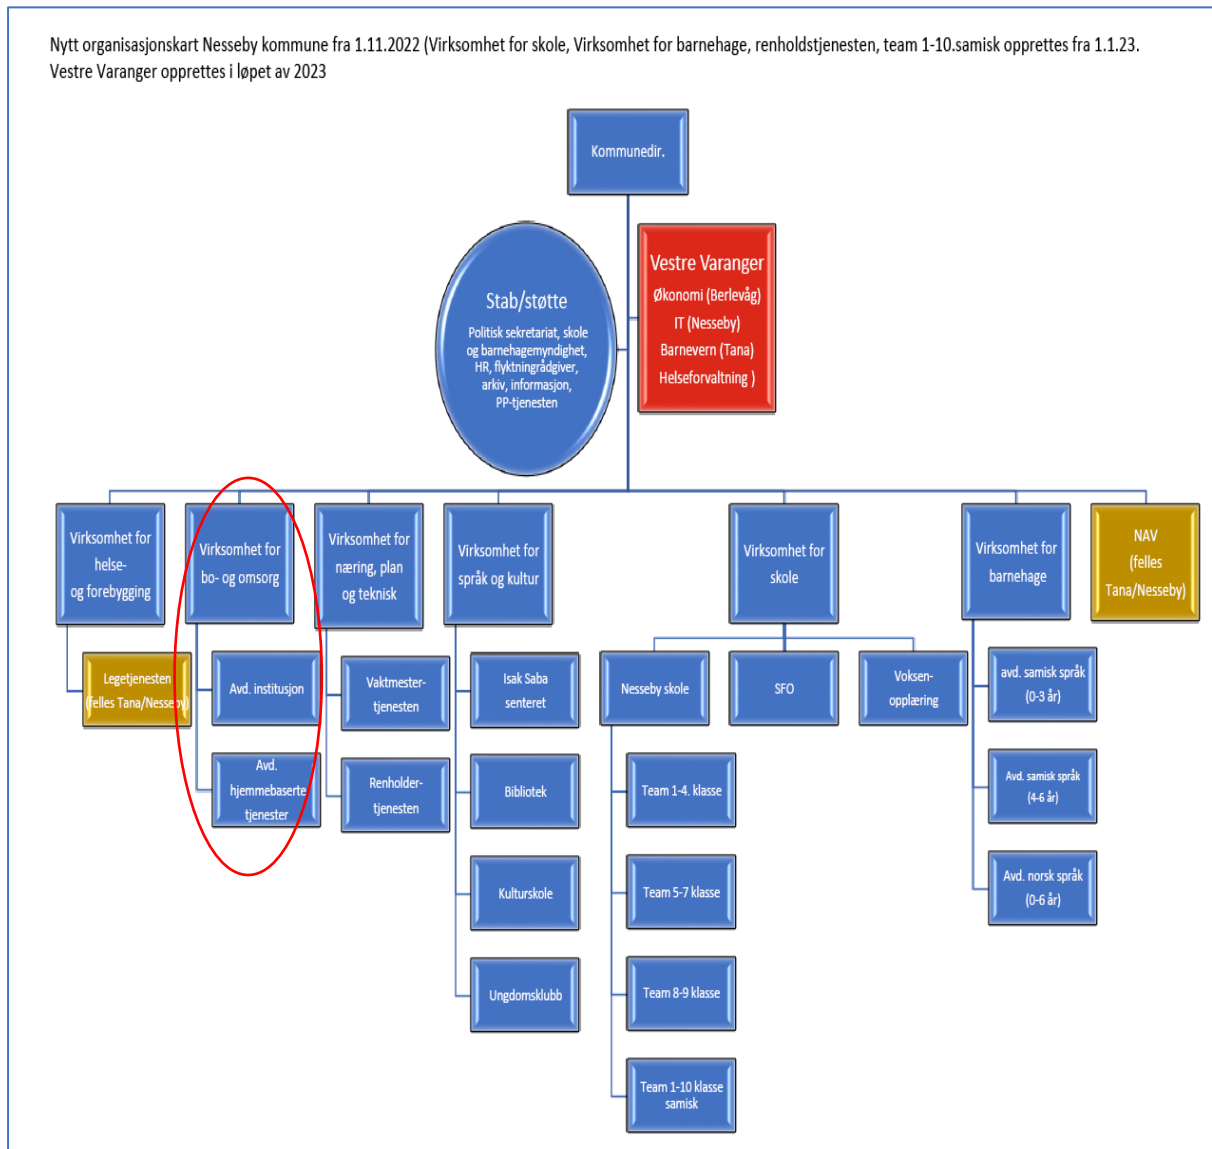 Nytt organisasjonskart Nesseby kommune fra 1.11.2022 (Virksomhet for skole, Virksomhet for barnehage, renholdstjenesten, team 1-10.samisk opprettes fra 1.1.23.
Vestre Varanger opprettes i løpet av 2023
Kommunedir.
Stab/støtte
Politisk sekretariat, skole
og barnehagemyndighet,
HR, flyktningrådgiver,
arkiv, informasjon,
PP-tjenesten
Vestre Varanger
Økonomi (Berlevåg)
IT (Nesseby)
Barnevern (Tana)
Helseforvaltning )
Virksomhet for
helse-
og forebygging
Virksomhet for
bo- og omsorg
Virksomhet for
næring, plan
og teknisk
Virksomhet for
språk og kultur
Virksomhet for
skole
Virksomhet for
barnehage
NAV
(felles
Tana/Nesseby)
Legetjenesten
(felles Tana/Nesseby)
Avd. institusjon
Avd.
hjemmebaserte
tjenester
Vaktmester-
tjenesten
Renholder-
tjenesten
Isak Saba
senteret
Bibliotek
Kulturskole
Ungdomsklubb
Nesseby skole
SFO
Voksen-
opplæring
Team 1-4. klasse
Team 5-7 klasse
Team 8-9 klasse
Team 1-10 klasse
samisk
avd. samisk språk
(0-3 år)
Avd. samisk språk
(4-6 år)
Avd. norsk språk
(0-6 år)